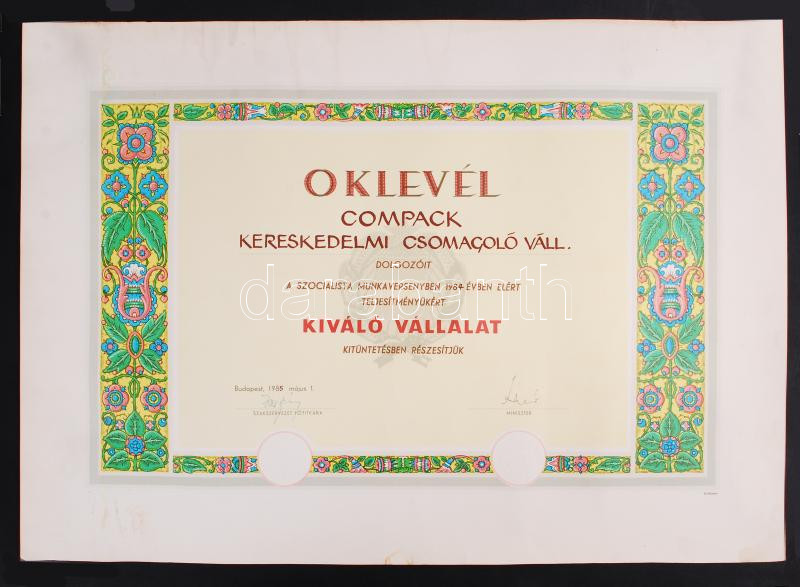 OKLEVÉL
COMPACK
KERESKEDELMI CSOMAGOLÓ VÁLL.
DOLGOZÓIT
A SZOCIALISTA MUNKAVERSENYBEN 1984 ÉVBEN ELÉRT
TELJESÍTMÉNYÜKÉRT
darabanth
KIVÁLÓ VÁLLALAT
KITÜNTETÉSBEN RÉSZESÍTJÜK
Budapest, 1985 május 1.
SZAKSZERVEZET FŐTITKÁRA MINISZTER